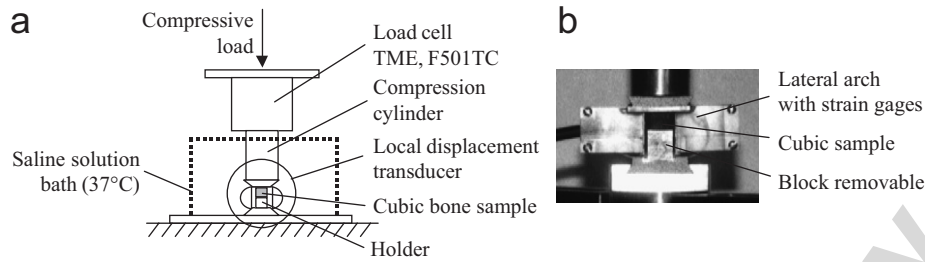 a
Compressive
load
Load cell
TME, F501TC
Compression
cylinder
Local displacement
transducer
Saline solution
bath (37°C)
Cubic bone sample
Holder
b
Lateral arch
with strain gages
Cubic sample
Block removable